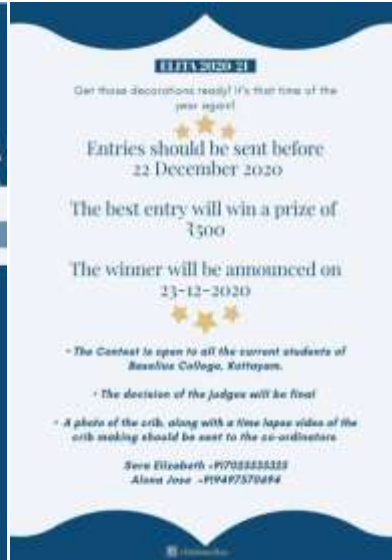 ELITA 2020-21
Get those decorations ready! it's that time of the
year again!
Entries should be sent before
22 December 2020
The best entry will win a prize of
₹500
The winner will be announced on
23-12-2020
• The Contest is open to all the current students of
Baselius College, Kottayam.
• The decision of the judges will be final
• A photo of the crib, along with a time lapse video of the
crib making should be sent to the co-ordinators
Sera Elizabeth
Alona Jose -919497570694